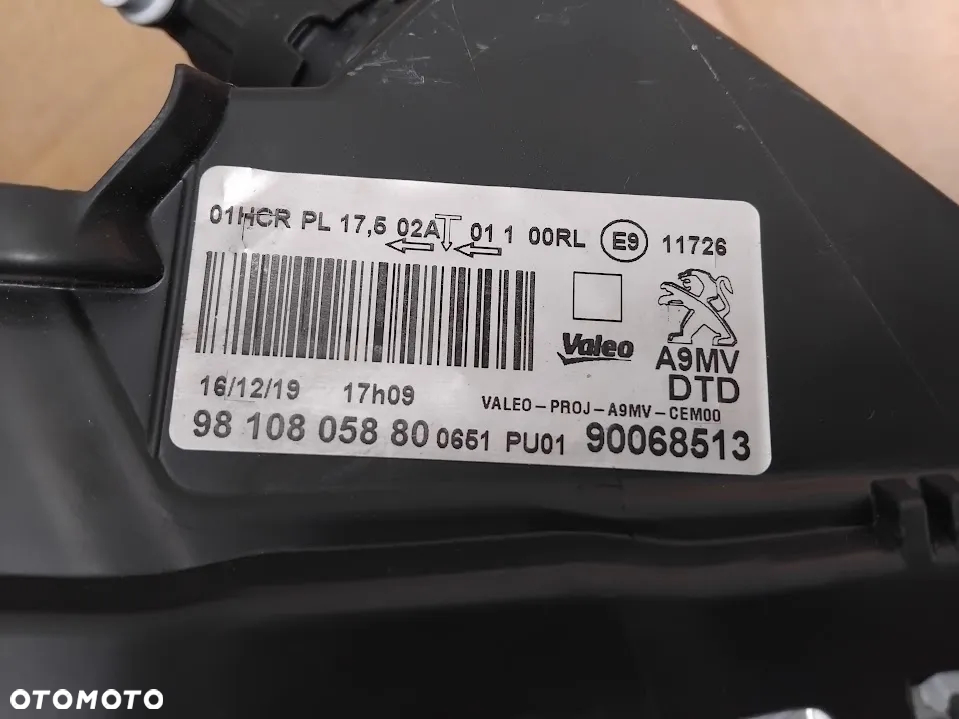 01HCR PL 17,5 02A 01 1 00RL E9 11726
Valeo
A9MV
DTD
16/12/19 17h09
VALEO-PROJ-A9MV-CEM00
98 108 058 80 0651 PU01 90068513
OTOMOTO